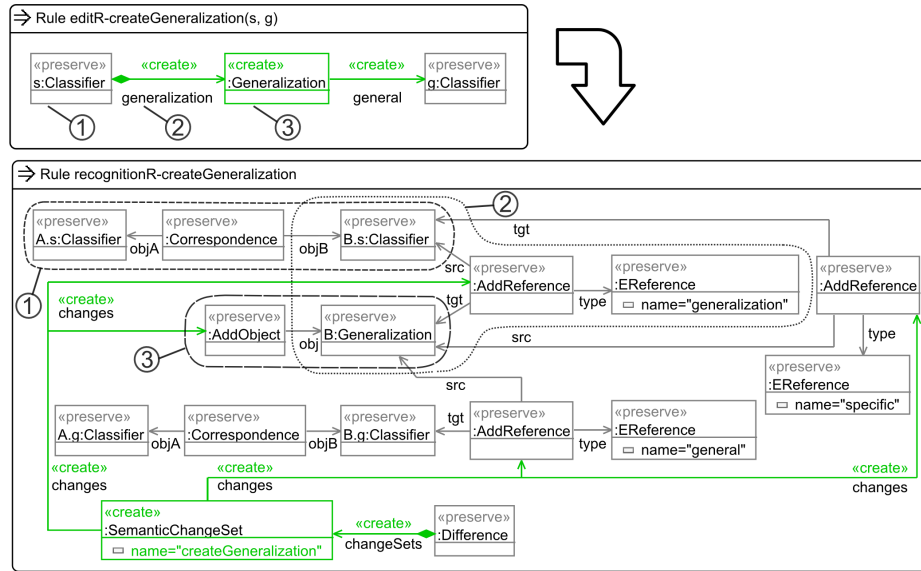 Rule editR-createGeneralization(s, g)
«preserve»
s:Classifier
«create»
generalization
«create»
:Generalization
«create»
general
«preserve»
g:Classifier
1
2
3
Rule recognitionR-createGeneralization
2
«preserve»
A.s:Classifier
objA
«preserve»
:Correspondence
objB
«preserve»
B.s:Classifier
tgt
src
1
«create»
changes
«preserve»
:AddReference
tgt
type
«preserve»
:EReference
name="generalization"
«preserve»
:AddReference
3
«preserve»
:AddObject
obj
«preserve»
B:Generalization
src
type
src
«preserve»
:EReference
name="specific"
«preserve»
A.g:Classifier
objA
«preserve»
:Correspondence
objB
«preserve»
B.g:Classifier
tgt
«preserve»
:AddReference
type
«preserve»
:EReference
name="general"
«create»
changes
«create»
changes
«create»
changes
«create»
:SemanticChangeSet
name="createGeneralization"
«create»
changeSets
«preserve»
:Difference